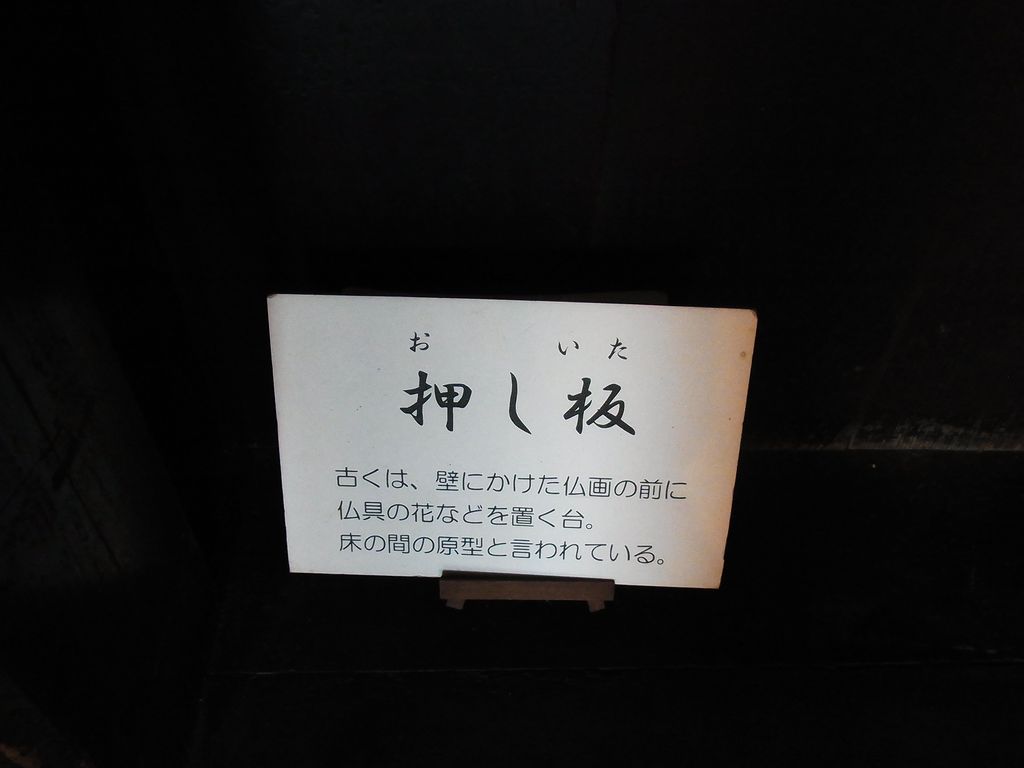 お いた
押し板
古くは、壁にかけた仏画の前に
仏具の花などを置く台。
床の間の原型と言われている。